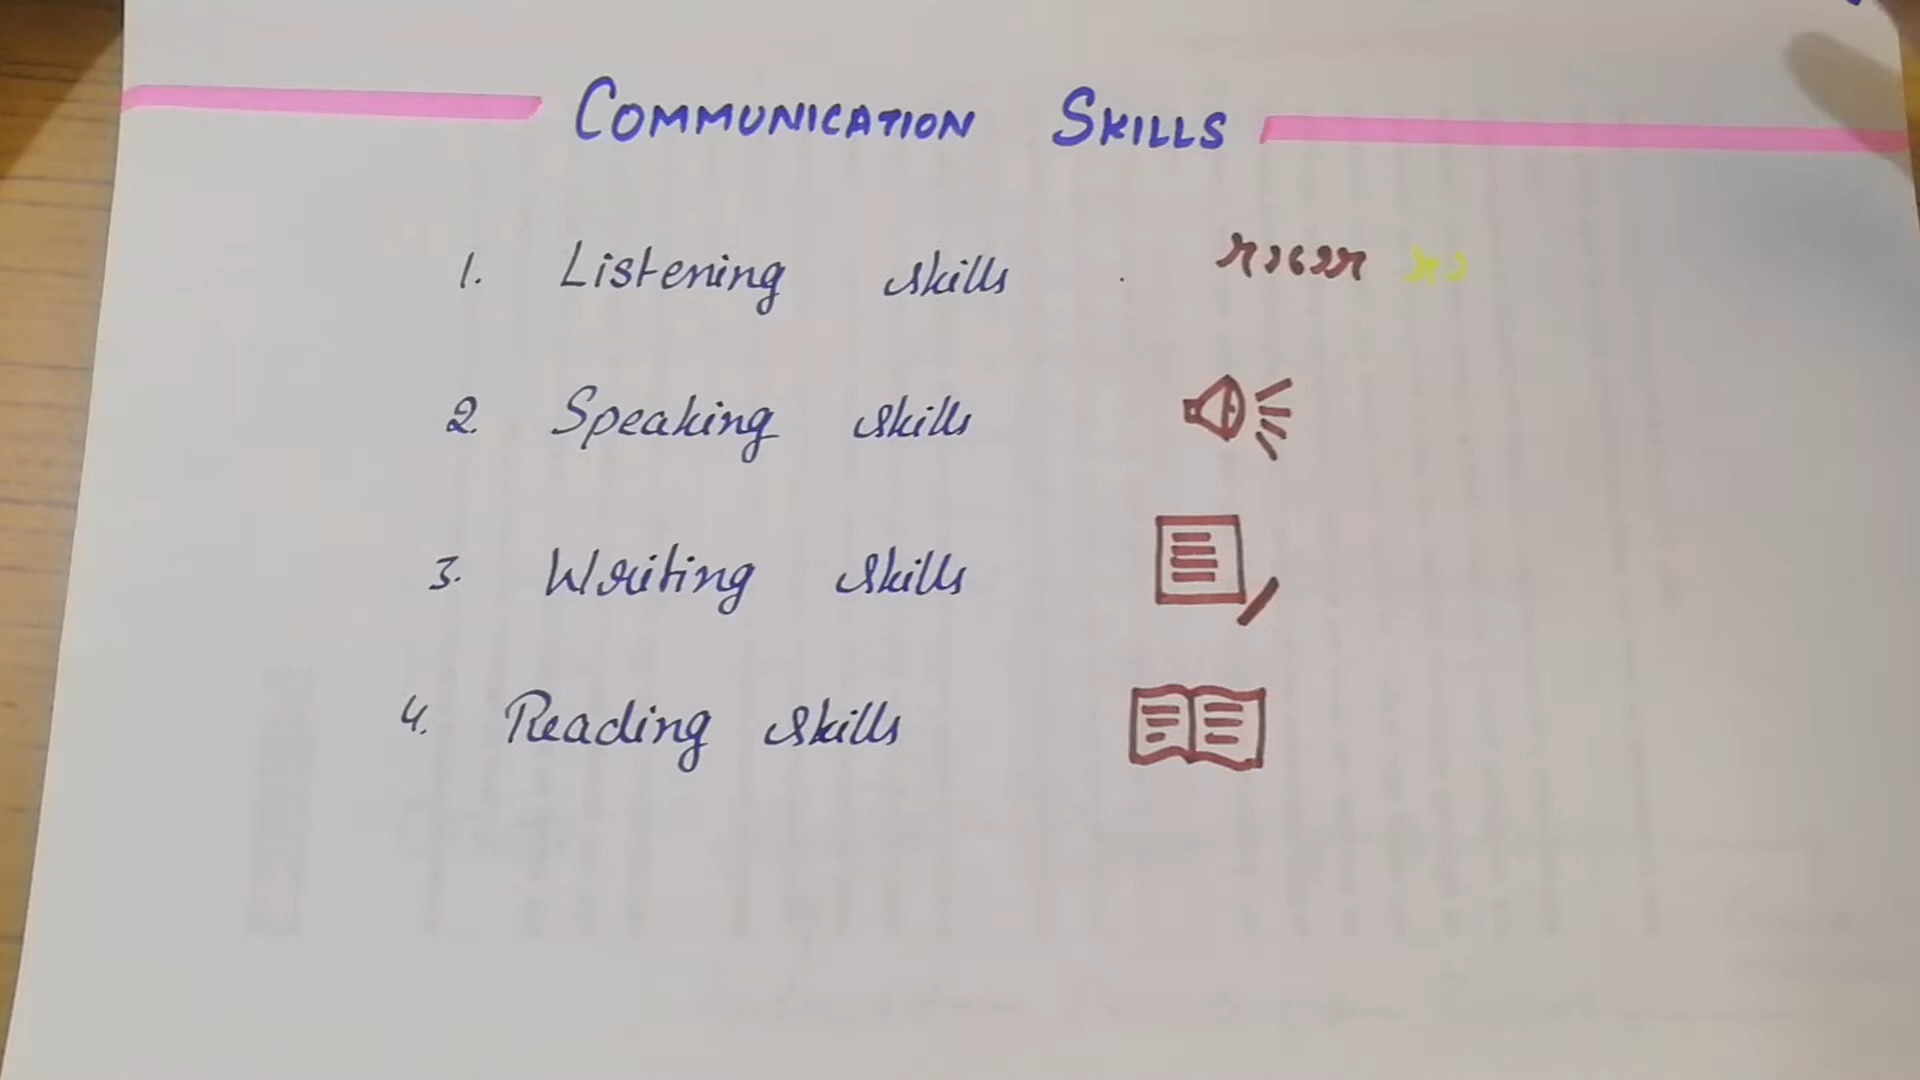 COMMUNICATION SKILLS
1. Listening skills
2. Speaking skills
3. Writing skills
4. Reading skills